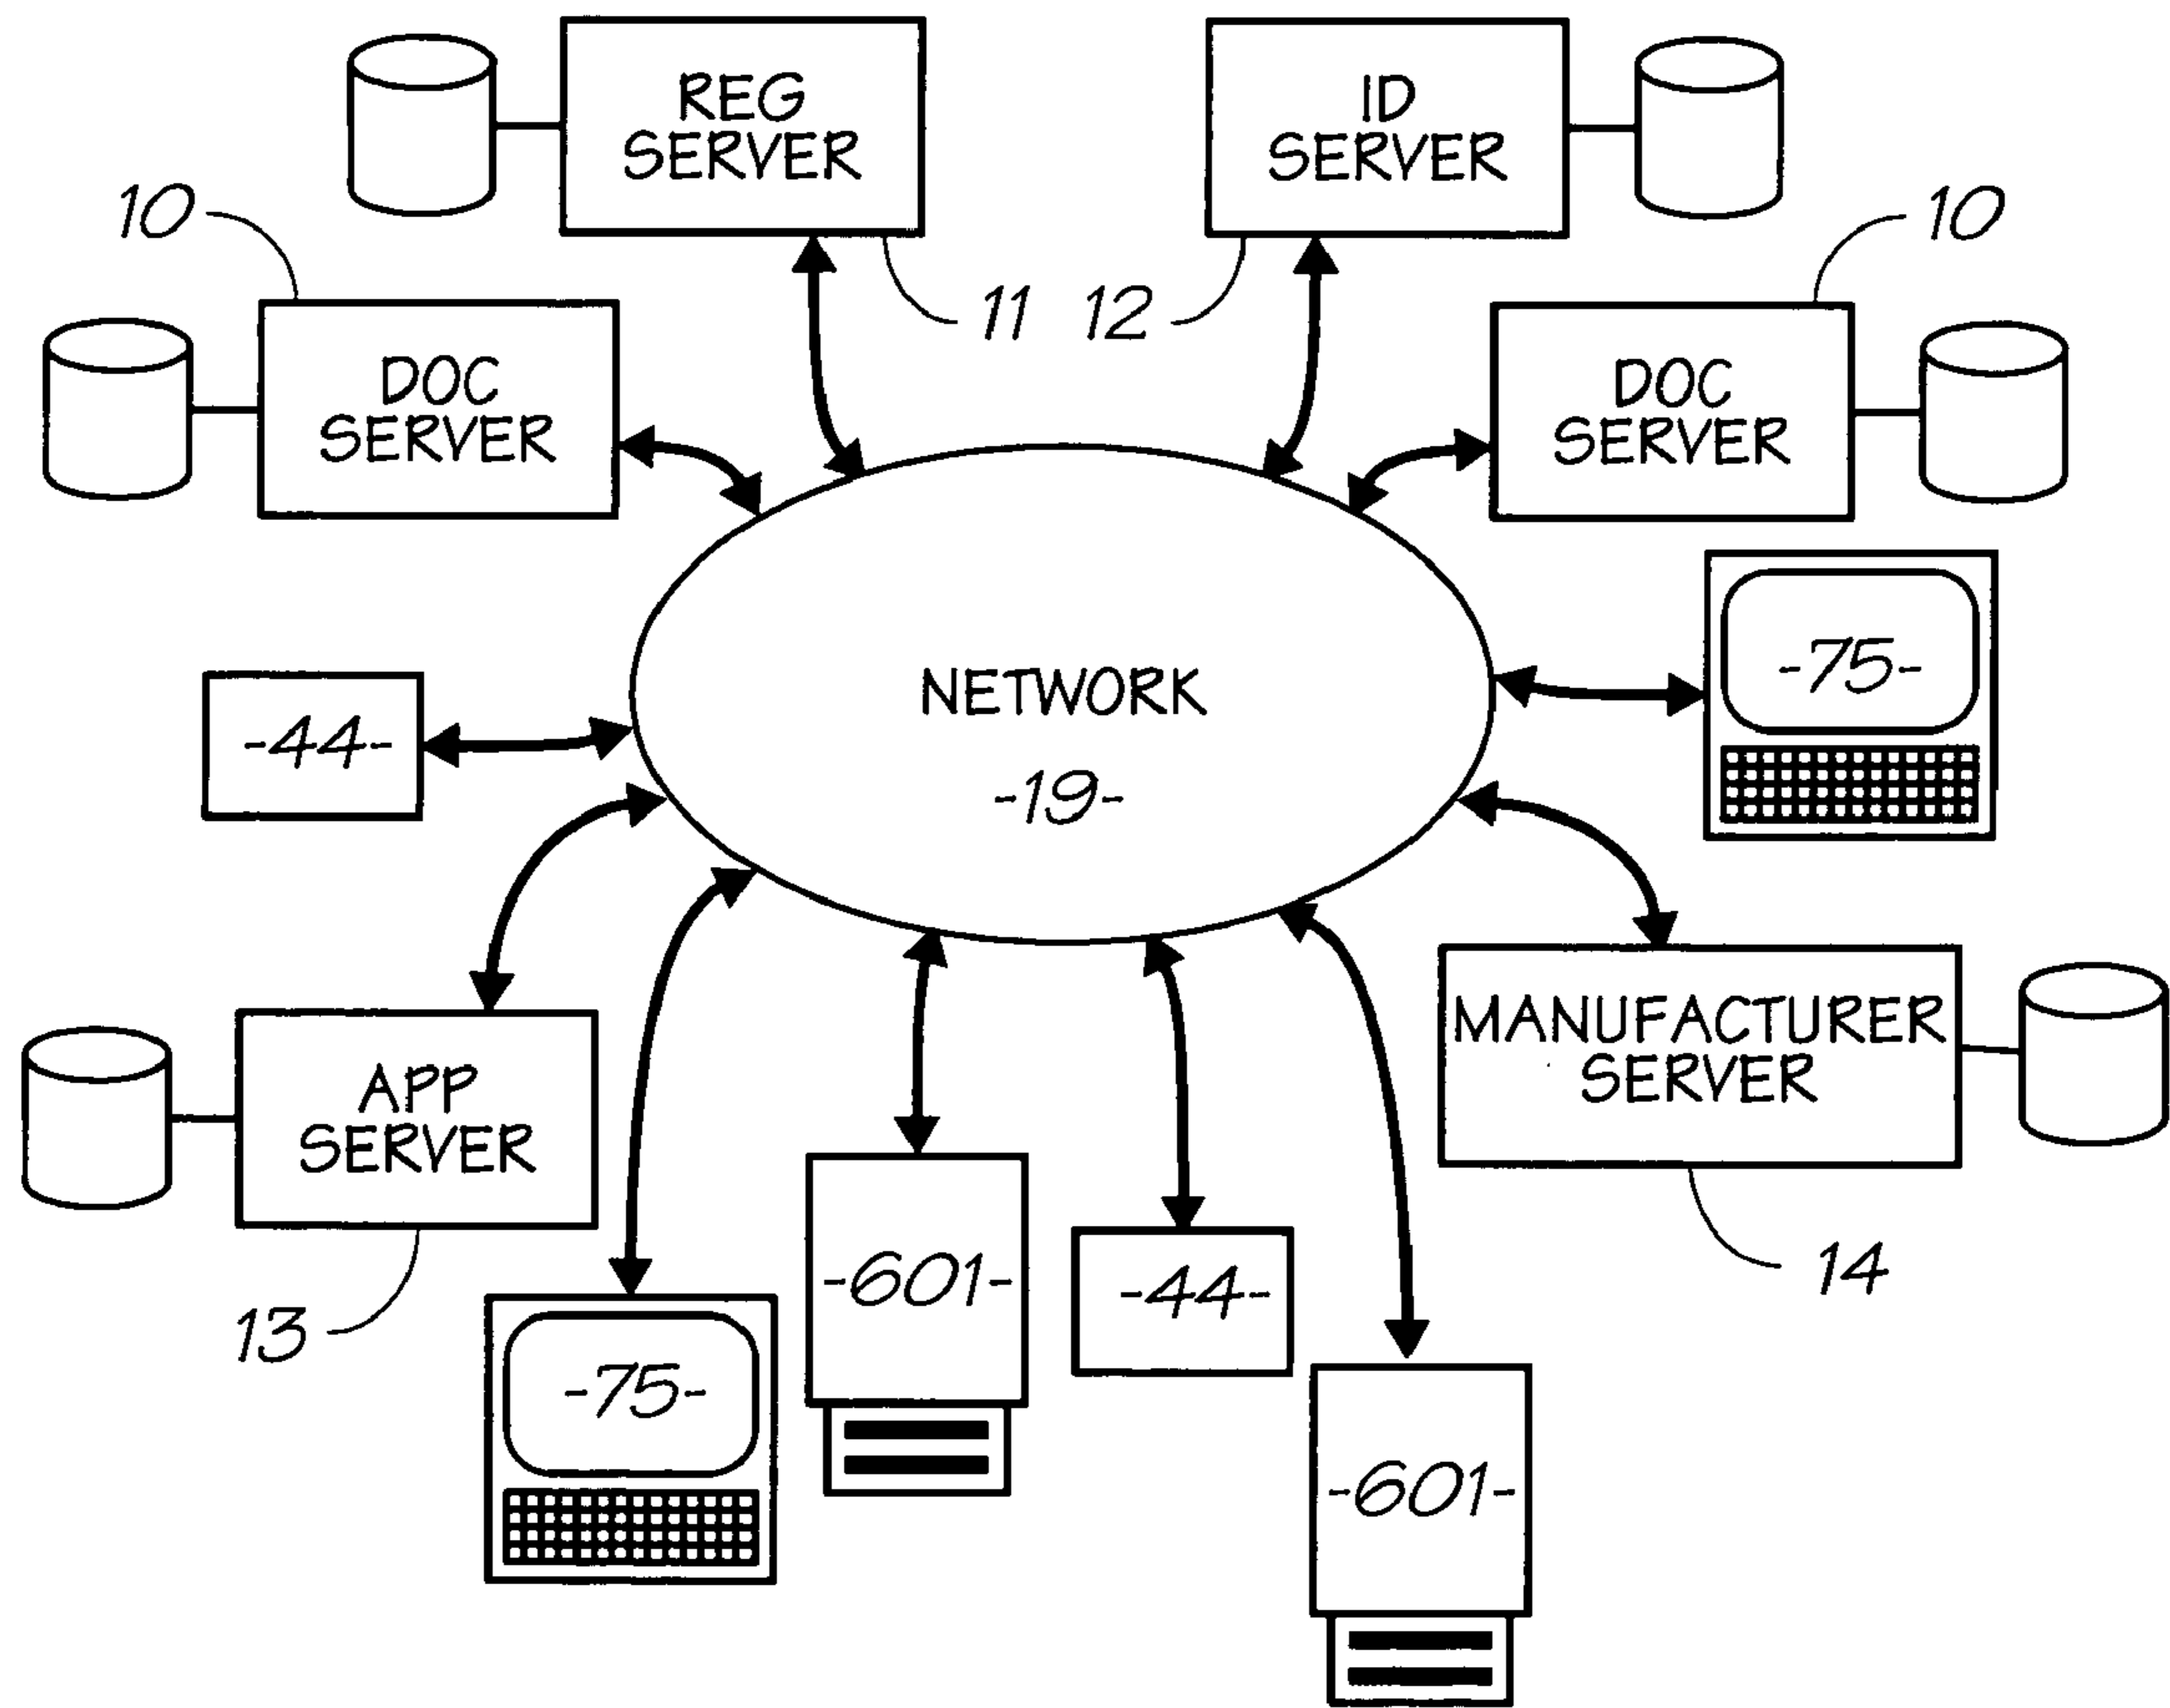 REG
SERVER
ID
SERVER
10
10
11
12
DOC
SERVER
DOC
SERVER
-75-
NETWORK
-19-
-44-
MANUFACTURER
SERVER
APP
SERVER
-601-
-44-
14
13
-75-
-601-